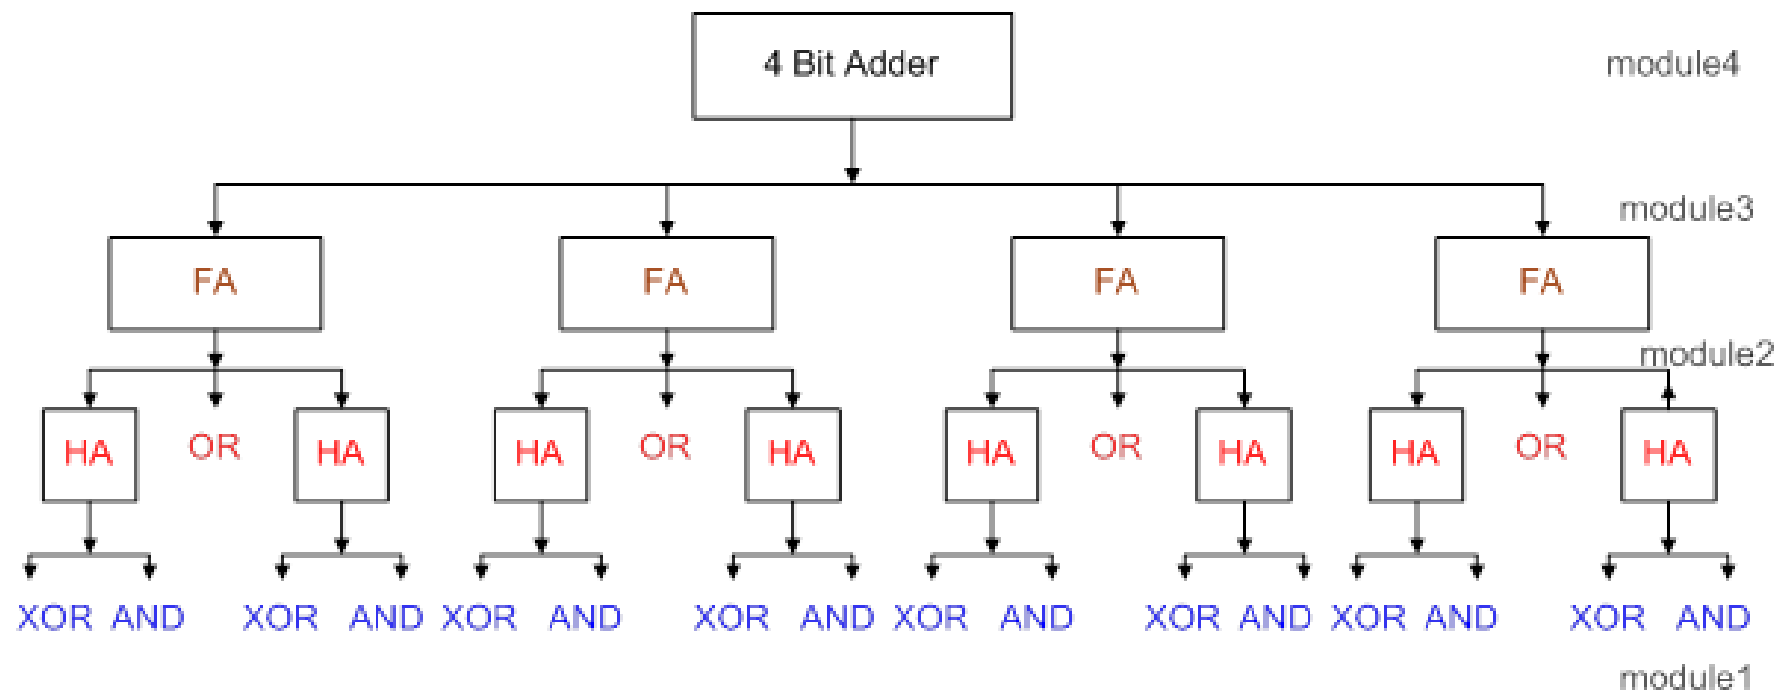 4 Bit Adder module4
module3
FA FA FA FA
module2
HA OR HA HA OR HA HA OR HA HA OR HA
XOR AND XOR AND XOR AND XOR AND XOR AND XOR AND XOR AND XOR AND
module1